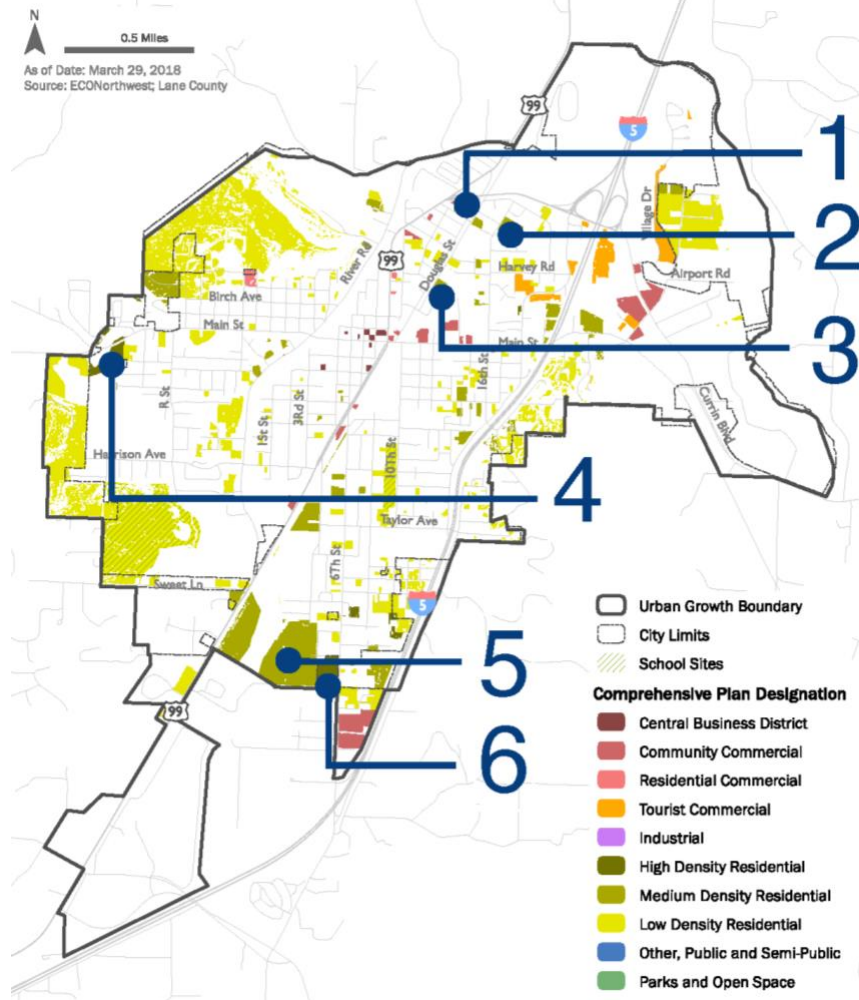 N
0.5 Miles
As of Date: March 29, 2018
Source: ECONorthwest; Lane County
99
5
1
Village Dr
2
River Rd
99
Douglas St
Harvey Rd
Airport Rd
Birch Ave
Main St
Main St
3
16th St
R St
1St St
3Rd St
Currin Blvd
Harrison Ave
10Th St
4
Taylor Ave
6Th St
Sweet Ln
5
5
99
6
Urban Growth Boundary
City Limits
School Sites
Comprehensive Plan Designation
Central Business District
Community Commercial
Residential Commercial
Tourist Commercial
Industrial
High Density Residential
Medium Density Residential
Low Density Residential
Other, Public and Semi-Public
Parks and Open Space